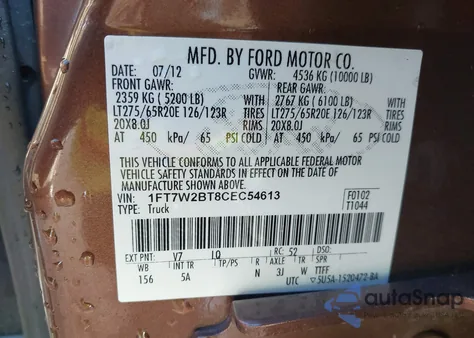 MFD. BY FORD MOTOR CO.
DATE: 07/12 GVWR: 4536 KG (10000 LB)
FRONT GAWR: REAR GAWR:
2359 KG (5200 LB) WITH 2767 KG (6100 LB) WITH
LT275/65R20E 126/123R TIRES LT275/65R20E 126/123R TIRES
20X8.0J RIMS 20X8.0J RIMS
AT 450 kPa/ 65 PSI COLD AT 450 kPa/ 65 PSI COLD
THIS VEHICLE CONFORMS TO ALL APPLICABLE FEDERAL MOTOR
VEHICLE SAFETY STANDARDS IN EFFECT ON THE DATE OF
MANUFACTURE SHOWN ABOVE.
VIN: 1FT7W2BT8CEC54613 F0102
TYPE: Truck T1044
EXT PNT: V7 LQ RC: 52 DSO:
WB INT TR TP/PS R AXLE TR SPR
156 5A N 3J W TTFF
UTC 5U5A-1520472-BA
autoSnap